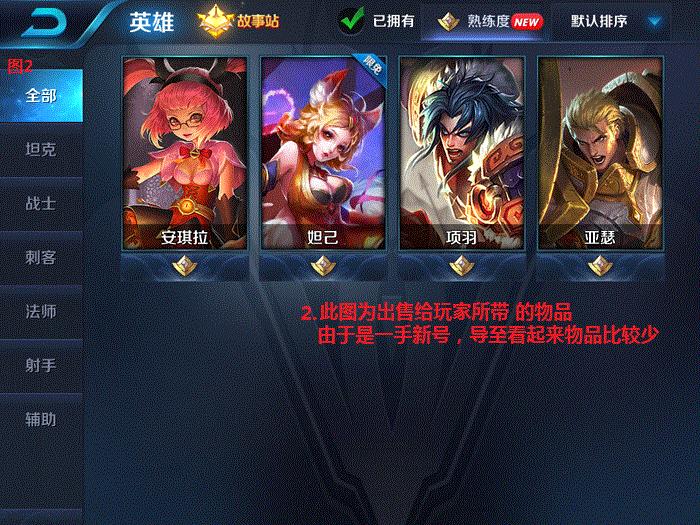 英雄
故事站
已拥有
熟练度 NEW
默认排序
图2
全部
坦克
战士
刺客
法师
射手
辅助
限免
安琪拉
妲己
项羽
亚瑟
2.此图为出售给玩家所带 的物品
由于是一手新号，导至看起来物品比较少